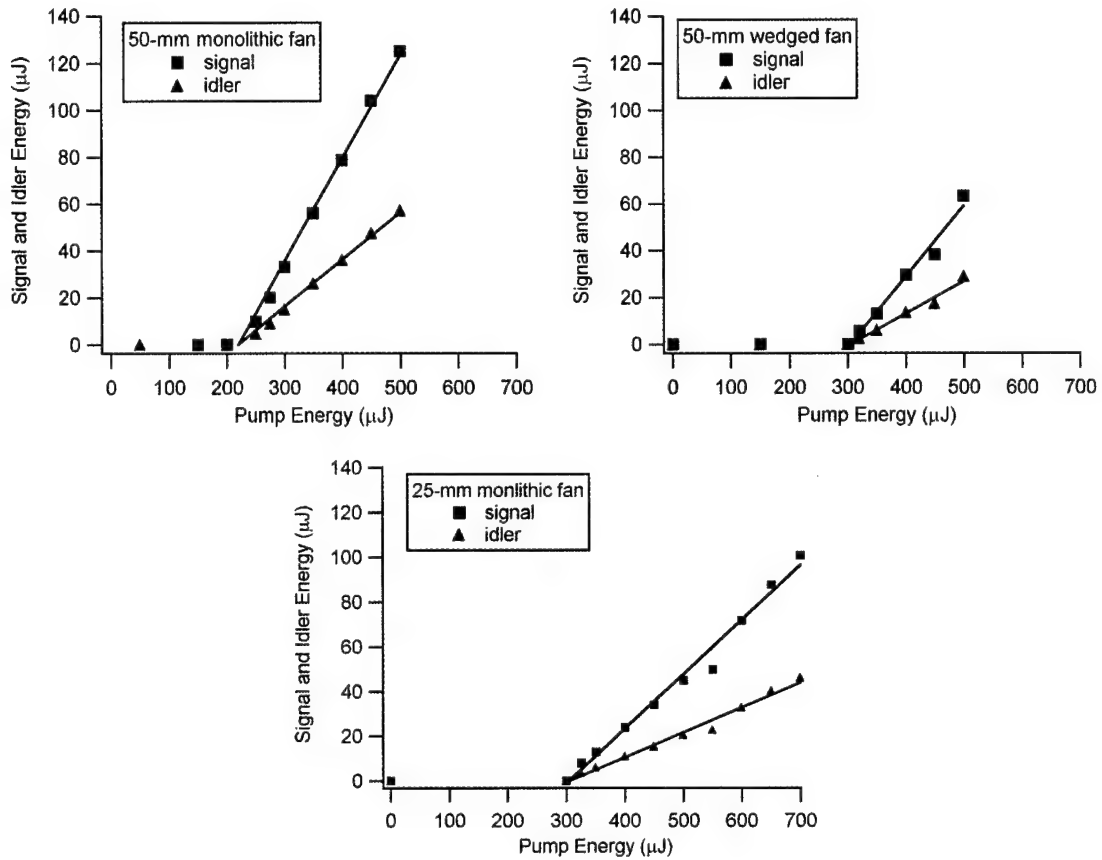 50-mm monolithic fan
signal
idler
Signal and Idler Energy (μJ)
140
120
100
80
60
40
20
0
0 100 200 300 400 500 600 700
Pump Energy (μJ)
50-mm wedged fan
signal
idler
Signal and Idler Energy (μJ)
140
120
100
80
60
40
20
0
0 100 200 300 400 500 600 700
Pump Energy (μJ)
25-mm monlithic fan
signal
idler
Signal and Idler Energy (μJ)
140
120
100
80
60
40
20
0
0 100 200 300 400 500 600 700
Pump Energy (μJ)